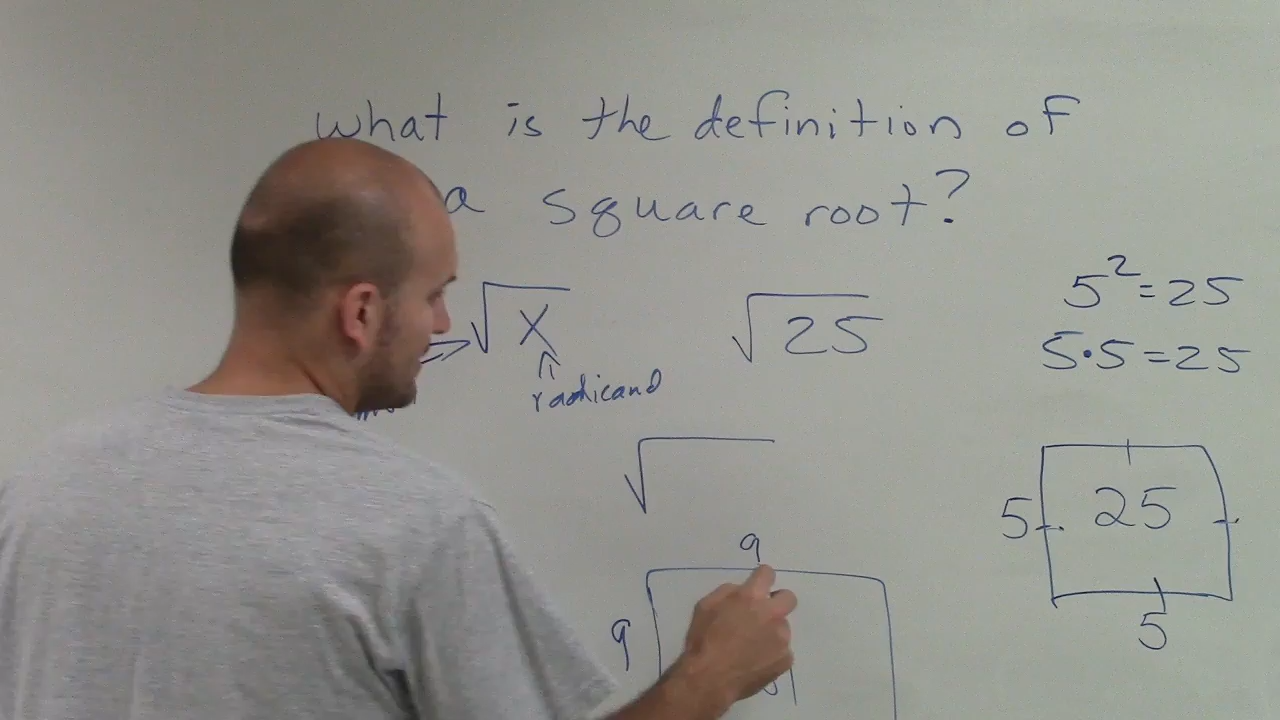 what is the definition of
a square root?
√x
radicand
√25
5²=25
5·5=25
√
9
9
25
5
5